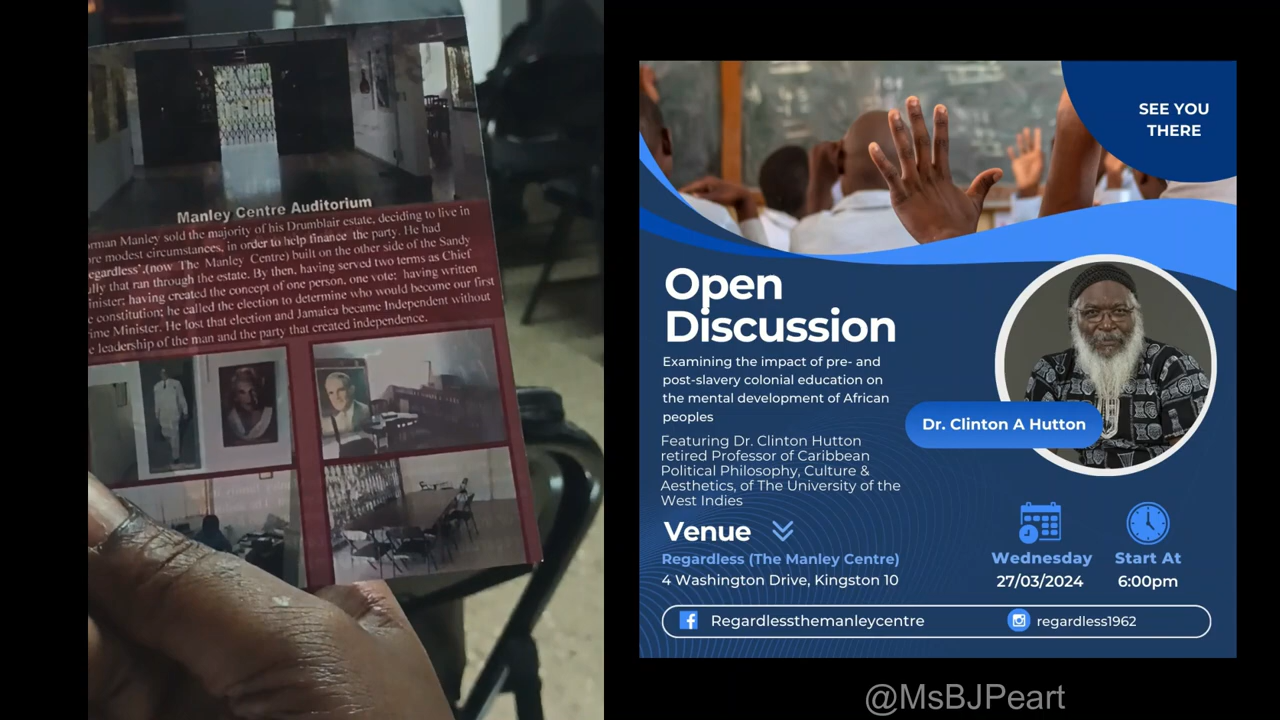 Manley Centre Auditorium
rman Manley sold the majority of his Drumblair estate, deciding to live in
re modest circumstances, in order to help finance the party. He had
egardless',(now The Manley Centre) built on the other side of the Sandy
lly that ran through the estate. By then, having served two terms as Chief
inister; having created the concept of one person, one vote; having written
e constitution; he called the election to determine who would become our first
ime Minister. He lost that election and Jamaica became Independent without
e leadership of the man and the party that created independence.
SEE YOU
THERE
Open
Discussion
Examining the impact of pre- and
post-slavery colonial education on
the mental development of African
peoples
Dr. Clinton A Hutton
Featuring Dr. Clinton Hutton
retired Professor of Caribbean
Political Philosophy, Culture &
Aesthetics, of The University of the
West Indies
Venue
Regardless (The Manley Centre)
4 Washington Drive, Kingston 10
Wednesday
27/03/2024
Start At
6:00pm
Regardlessthemanleycentre
regardless1962
@MsBJPeart